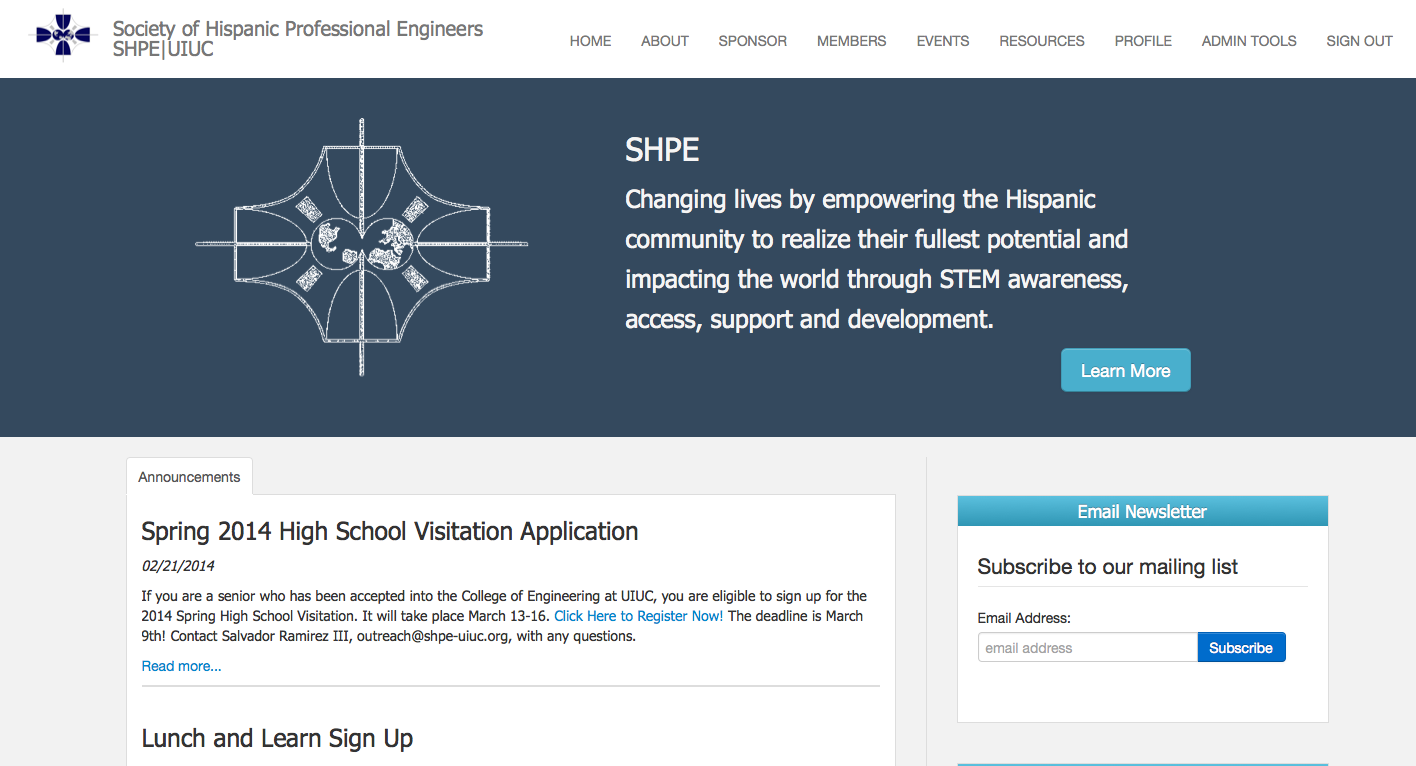 Society of Hispanic Professional Engineers
SHPE|UIUC
HOME ABOUT SPONSOR MEMBERS EVENTS RESOURCES PROFILE ADMIN TOOLS SIGN OUT
SHPE
Changing lives by empowering the Hispanic
community to realize their fullest potential and
impacting the world through STEM awareness,
access, support and development.
Learn More
Announcements
Spring 2014 High School Visitation Application
02/21/2014
If you are a senior who has been accepted into the College of Engineering at UIUC, you are eligible to sign up for the
2014 Spring High School Visitation. It will take place March 13-16. Click Here to Register Now! The deadline is March
9th! Contact Salvador Ramirez III, outreach@shpe-uiuc.org, with any questions.
Read more...
Lunch and Learn Sign Up
Email Newsletter
Subscribe to our mailing list
Email Address:
email address
Subscribe